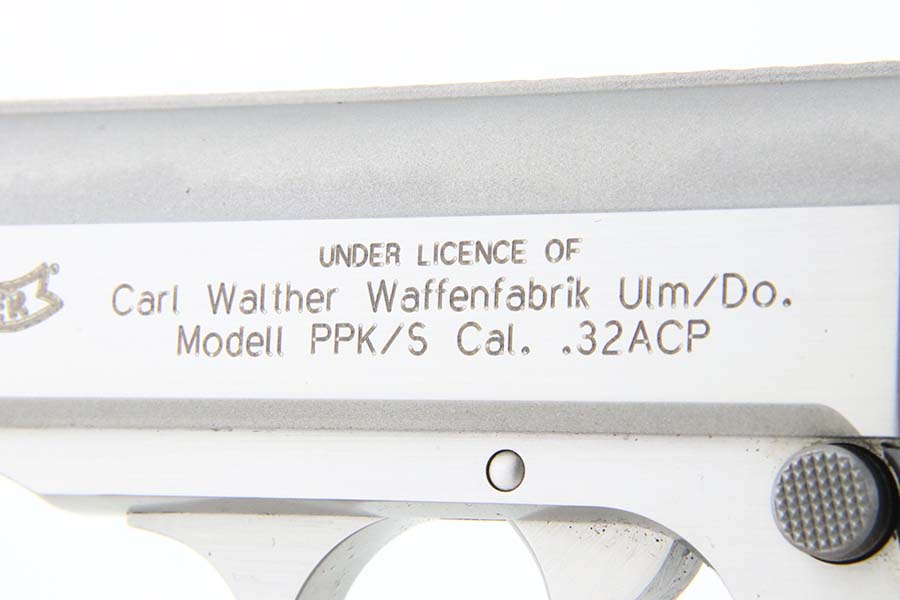 UNDER LICENCE OF
Carl Walther Waffenfabrik Ulm/Do.
Modell PPK/S Cal. .32ACP